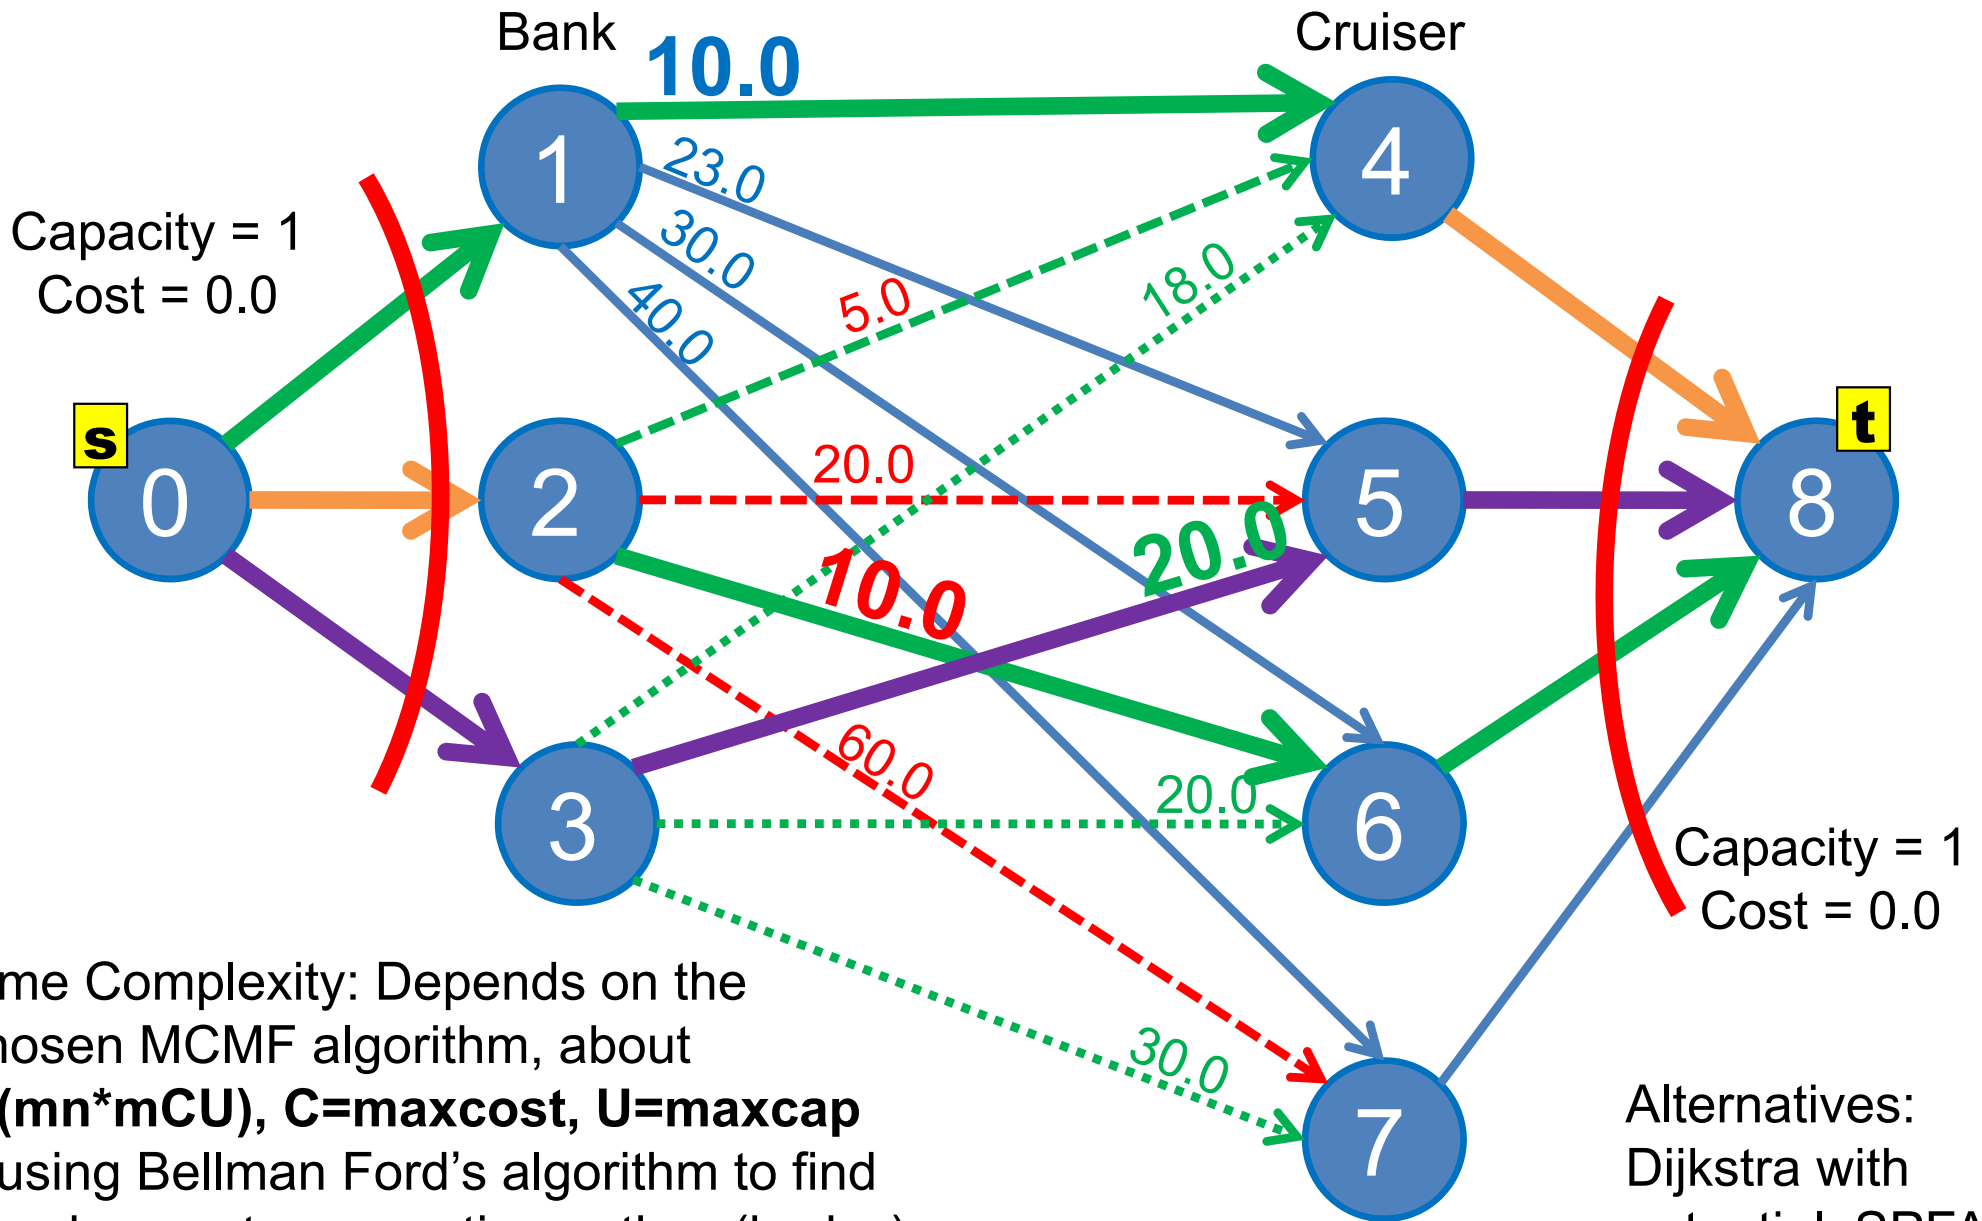 Bank
Cruiser
10.0
1
4
23.0
Capacity = 1
Cost = 0.0
30.0
18.0
40.0
5.0
s
t
0
2
20.0
5
8
20.0
10.0
60.0
3
20.0
6
Capacity = 1
Cost = 0.0
me Complexity: Depends on the
hosen MCMF algorithm, about
30.0
(mn*mCU), C=maxcost, U=maxcap
7
Alternatives:
using Bellman Ford's algorithm to find
Dijkstra with
SPFA